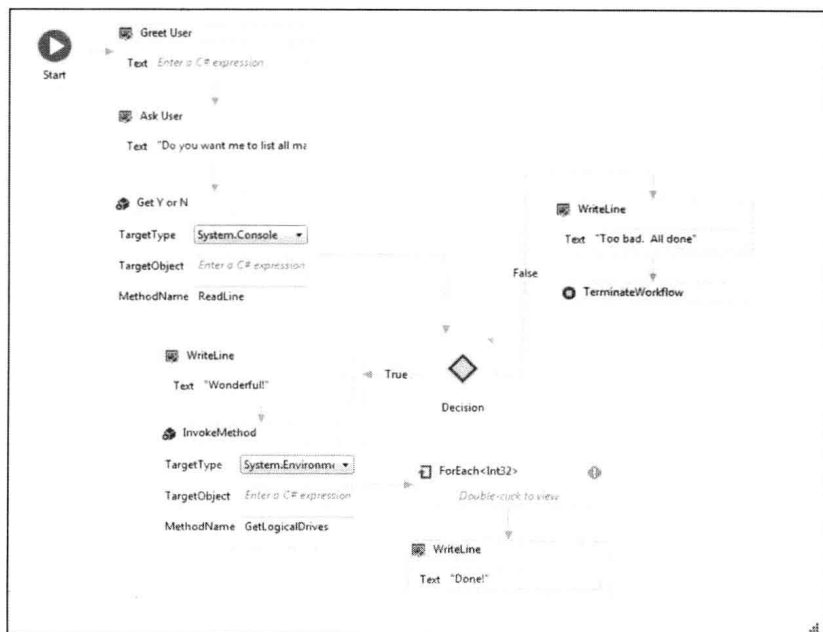 Greet User
Start
Text Enter a C# expression
Ask User
Text "Do you want me to list all ma
Get Y or N
TargetType System.Console
TargetObject Enter a C# expression
MethodName ReadLine
WriteLine
Text "Too bad. All done"
False
TerminateWorkflow
WriteLine
Text "Wonderful!"
True
Decision
InvokeMethod
TargetType System.Environme
TargetObject Enter a C# expression
MethodName GetLogicalDrives
ForEach<Int32>
Double-click to view
WriteLine
Text "Done!"